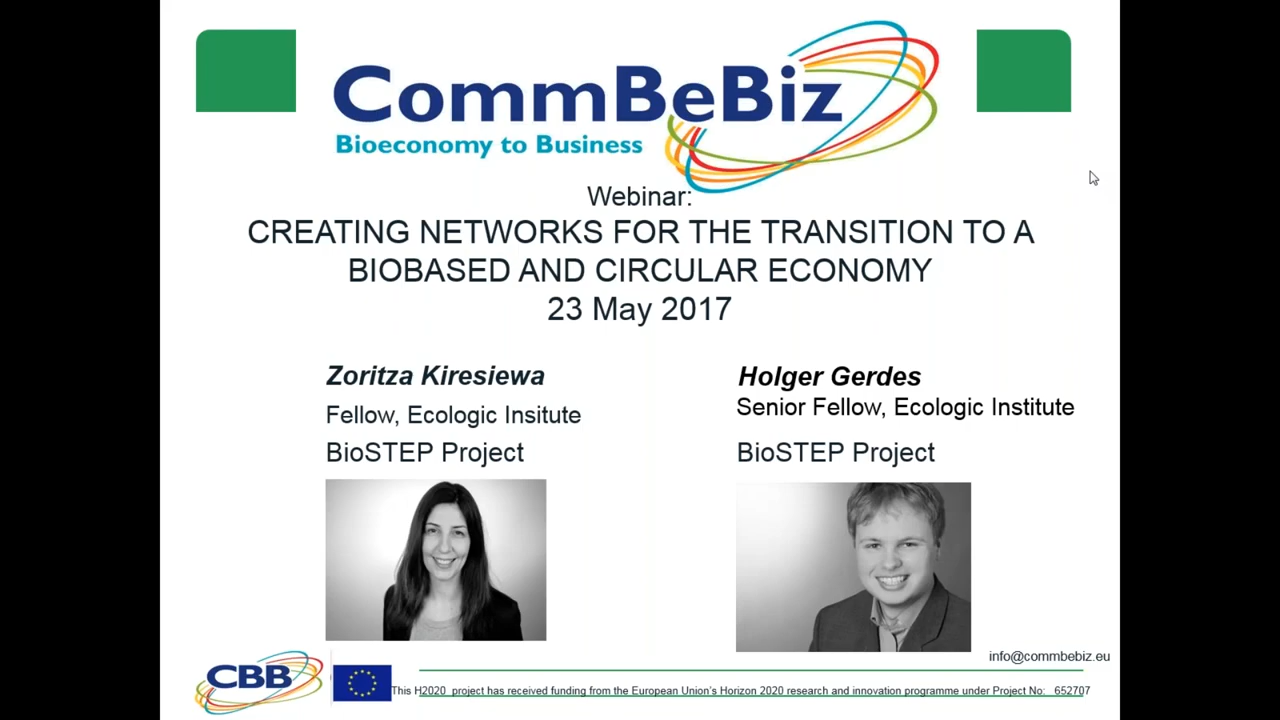 CommBeBiz
Bioeconomy to Business
Webinar:
CREATING NETWORKS FOR THE TRANSITION TO A
BIOBASED AND CIRCULAR ECONOMY
23 May 2017
Zoritza Kiresiewa
Fellow, Ecologic Insitute
BioSTEP Project
Holger Gerdes
Senior Fellow, Ecologic Institute
BioSTEP Project
info@commbebiz.eu
CBB
This H2020 project has received funding from the European Union's Horizon 2020 research and innovation programme under Project No: 652707